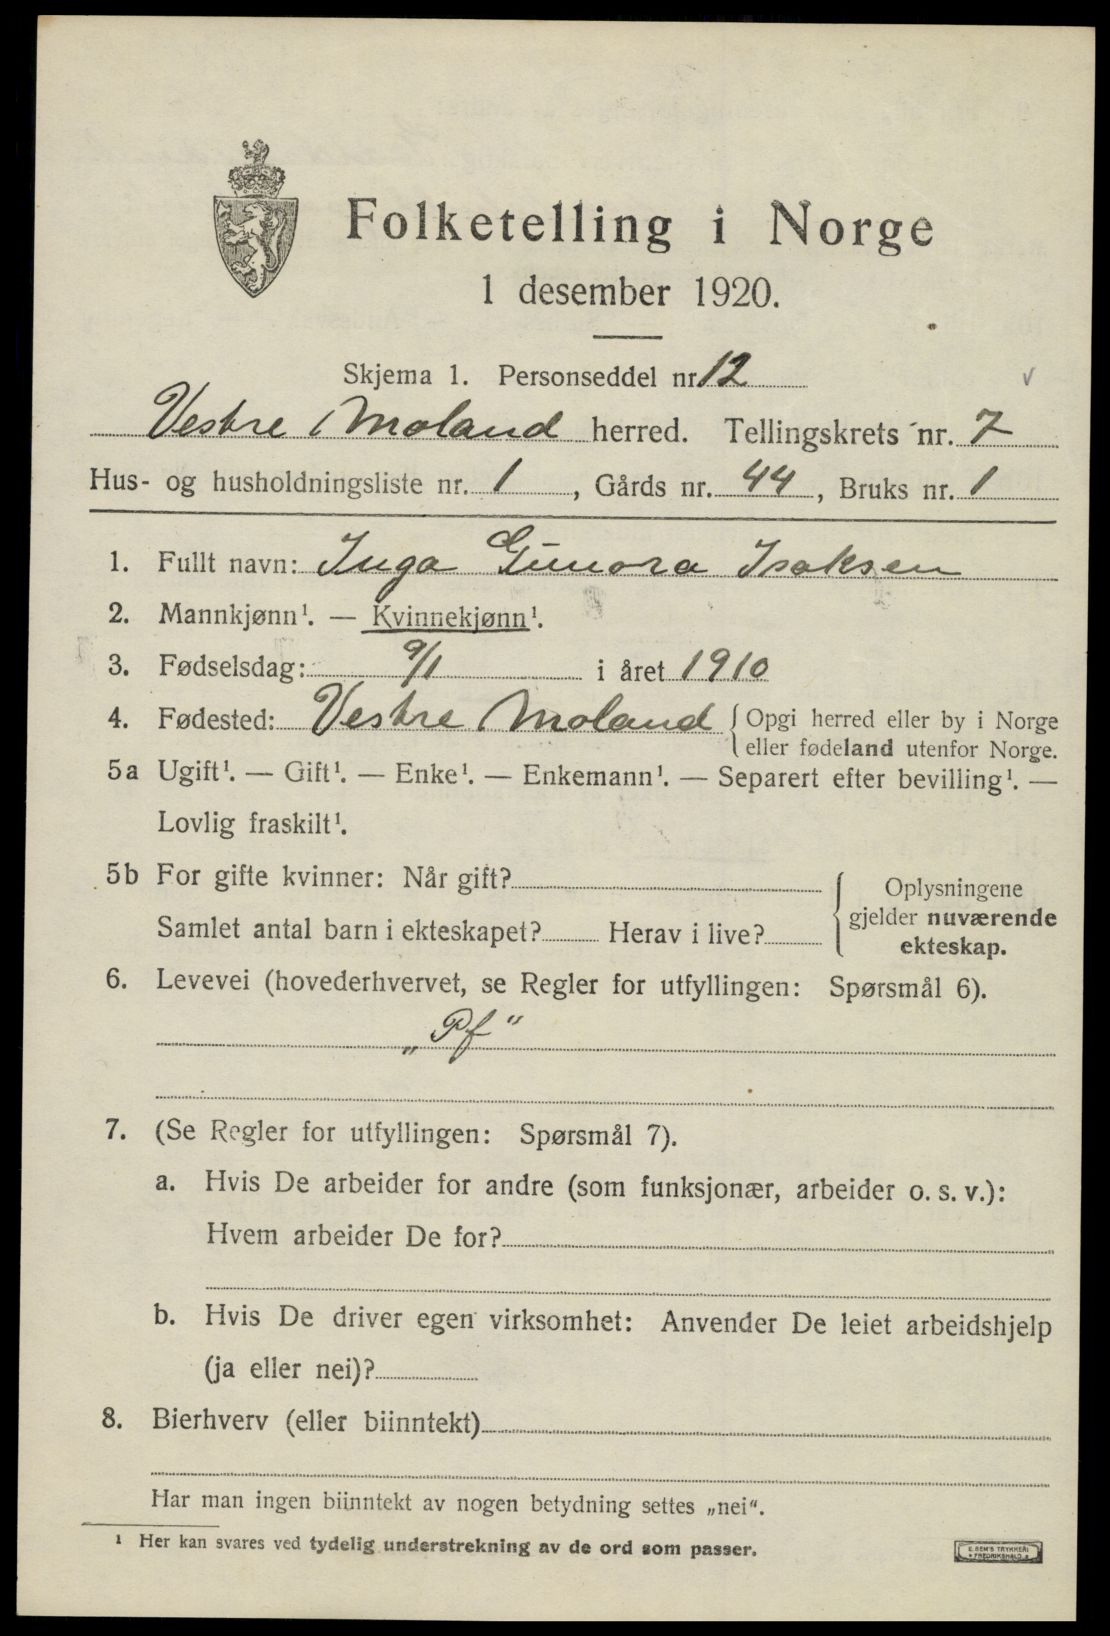 Folketelling i Norge
1 desember 1920.
Skjema 1. Personseddel nr. 12
Vestre Moland herred. Tellingskrets nr. 7
Hus- og husholdningsliste nr. 1, Gårds nr. 44, Bruks nr. 1
1. Fullt navn: Inga Gunora Isaksen
2. Mannkjønn¹. — Kvinnekjønn¹.
3. Fødselsdag: 9/1 i året 1910
4. Fødested: Vestre Moland {Opgi herred eller by i Norge
eller fødeland utenfor Norge.
5a Ugift¹. — Gift¹. — Enke¹. — Enkemann¹. — Separert efter bevilling¹. —
Lovlig fraskilt¹.
5b For gifte kvinner: Når gift?
Samlet antal barn i ekteskapet? Herav i live?
{Oplysningene
gjelder nuværende
ekteskap.
6. Levevei (hovederhvervet, se Regler for utfyllingen: Spørsmål 6).
„Pf"
7. (Se Regler for utfyllingen: Spørsmål 7).
a. Hvis De arbeider for andre (som funksjonær, arbeider o. s. v.):
Hvem arbeider De for?
b. Hvis De driver egen virksomhet: Anvender De leiet arbeidshjelp
(ja eller nei)?
8. Bierhverv (eller biinntekt)
Har man ingen biinntekt av nogen betydning settes „nei".
¹ Her kan svares ved tydelig understrekning av de ord som passer.
E. SEM'S TRYKKERI
FREDRIKSHALD